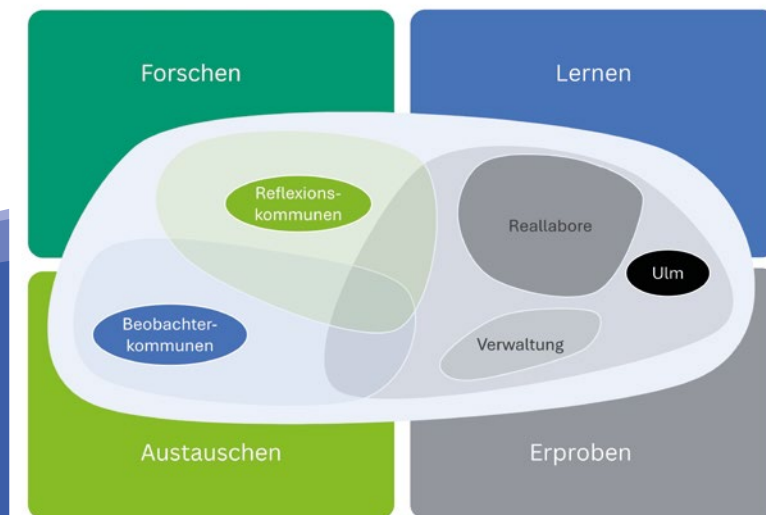 Forschen
Lernen
Reflexions-
kommunen
Reallabore
Ulm
Beobachter-
kommunen
Verwaltung
Austauschen
Erproben